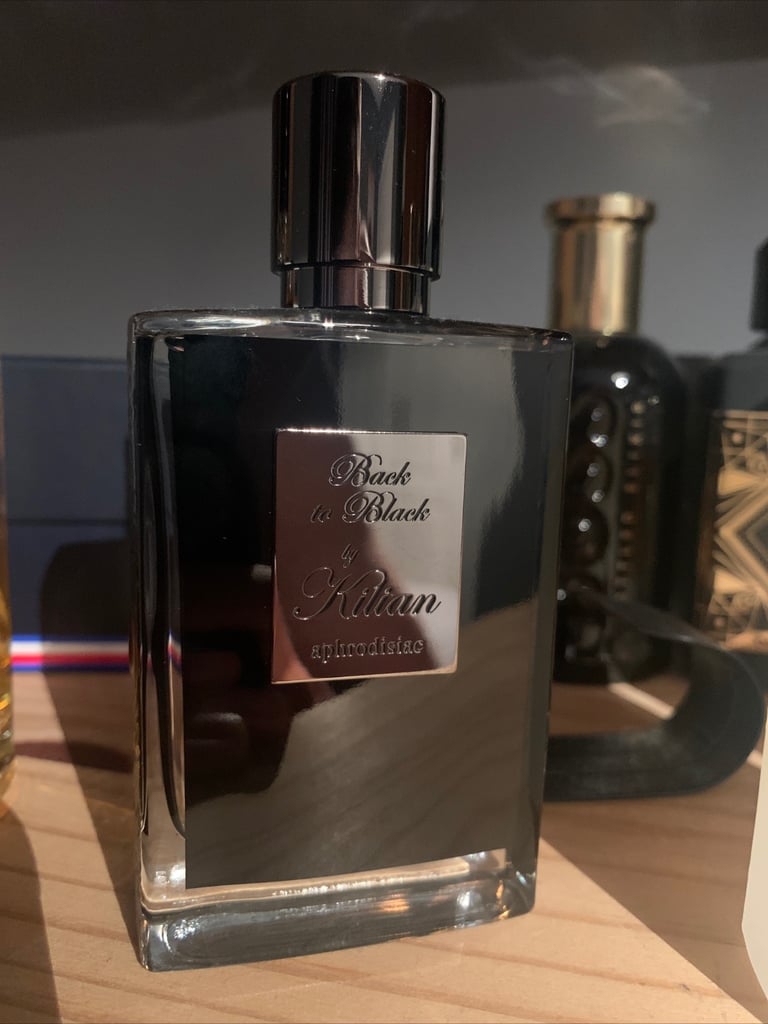 Back
to Black
by
Kilian
aphrodisiac